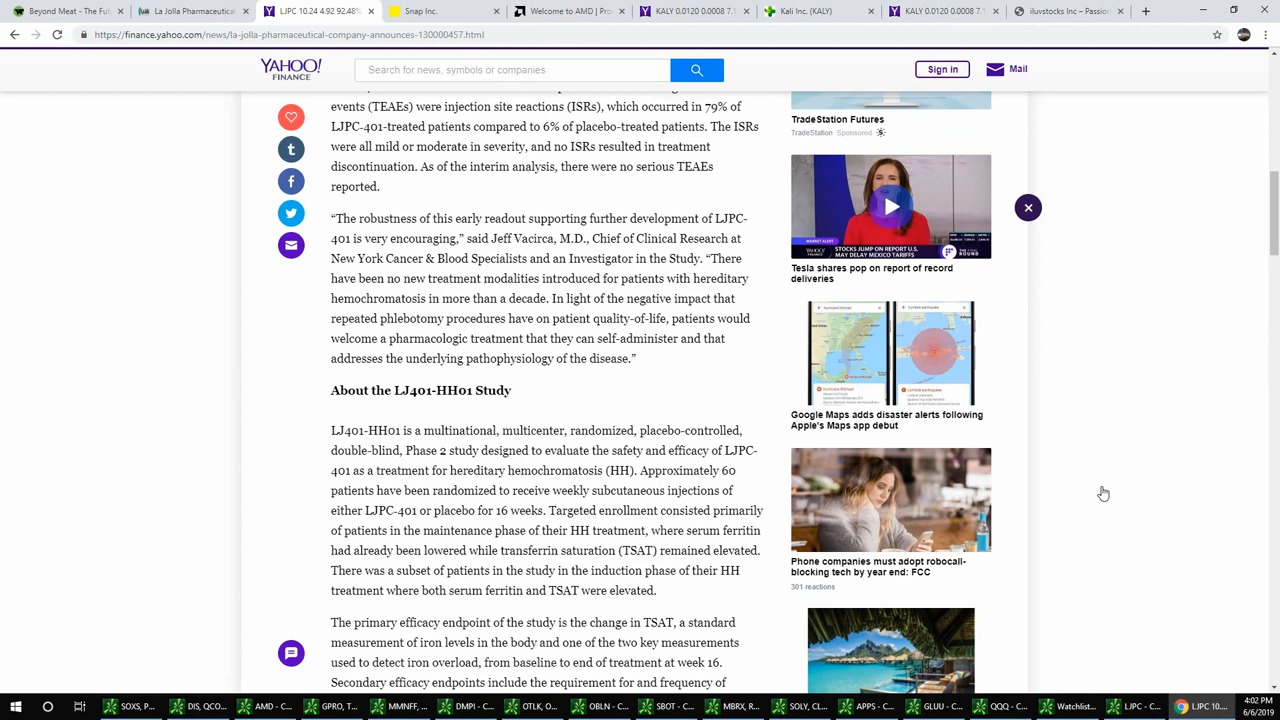 Beyond Meat - The Fut
La Jolla Pharmaceutical
LJPC 10.24 4.92 92.48%
Snap Inc.
Welcome to AMD | Pro
KALY 0.0120 0.0008 7.1
Kali Inc. (KALY)
KALY 0.0120 0.0008 7.1
iluvstocks Inc – Passion
https://finance.yahoo.com/news/la-jolla-pharmaceutical-company-announces-130000457.html
YAHOO!
FINANCE
Search for news, symbols or companies
Sign in
Mail
events (TEAEs) were injection site reactions (ISRs), which occurred in 79% of
LJPC-401-treated patients compared to 6% of placebo-treated patients. The ISRs
were mild or moderate in severity, and no ISRs resulted in treatment
discontinuation. As of the interim analysis, there were no serious TEAEs
reported.
"The robustness of this early readout supporting further development of LJPC-
401 is very encouraging," said Jeff Vacirca, M.D., Chief of Clinical Research at
New York Cancer & Blood Specialists and an investigator in the Study. “There
have been no new treatment modalities introduced for patients with hereditary
hemochromatosis in more than a decade. In light of the negative impact that
repeated phlebotomy procedures have on patient quality-of-life, patients would
welcome a pharmacologic treatment that they can self-administer and that
addresses the underlying pathophysiology of the disease.”
About the LJ401-HH01 Study
LJ401-HH01 is a multinational, multicenter, randomized, placebo-controlled,
double-blind, Phase 2 study designed to evaluate the safety and efficacy of LJPC-
401 as a treatment for hereditary hemochromatosis (HH). Approximately 60
patients have been randomized to receive weekly subcutaneous injections of
either LJPC-401 or placebo for 16 weeks. Targeted enrollment consisted primarily
of patients in the maintenance phase of their HH treatment, where serum ferritin
had already been lowered while transferrin saturation (TSAT) remained elevated.
There was a subset of patients in the study in the induction phase of their HH
treatment where both serum ferritin and TSAT were elevated.
The primary efficacy endpoint of the study is the change in TSAT, a standard
measurement of iron levels in the body and one of the two key measurements
used to detect iron overload, from baseline to end of treatment at week 16.
Secondary efficacy endpoints include the requirement for and frequency of
TradeStation Futures
TradeStation Sponsored
MARKET ALERT
STOCKS JUMP ON REPORT U.S.
MAY DELAY MEXICO TARIFFS
THE FINAL
ROUND
Tesla shares pop on report of record
deliveries
Google Maps adds disaster alerts following
Apple's Maps app debut
Phone companies must adopt robocall-
blocking tech by year end: FCC
301 reactions
SOXS, F
IDS, QQ
AMD - C...
GPRO, T...
MMNFF, ...
DMPI - C...
OTLK, D...
OBLN - C...
SBOT - C...
MBRX, R...
SOLY, CL...
APPS - C...
GLUU - C...
QQQ - C...
Watchlist...
LJPC - C...
LJPC 10....
4:02 PM
6/6/2019